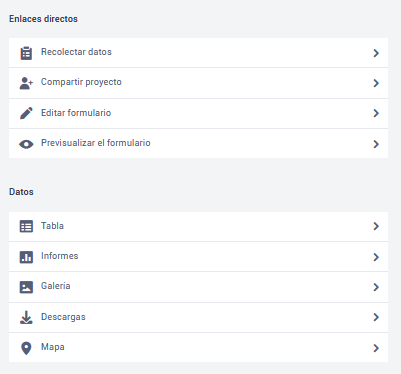 Enlaces directos
Recolectar datos
Compartir proyecto
Editar formulario
Previsualizar el formulario
Datos
Tabla
Informes
Galería
Descargas
Mapa